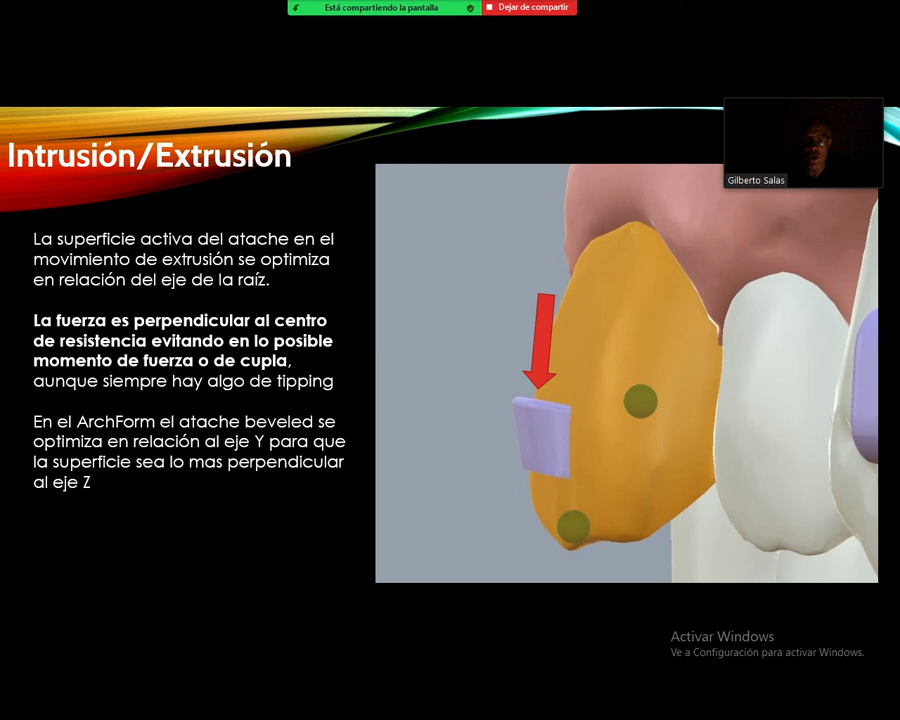 Está compartiendo la pantalla
Dejar de compartir
Gilberto Salas
Intrusión/Extrusión
La superficie activa del atache en el
movimiento de extrusión se optimiza
en relación del eje de la raíz.
La fuerza es perpendicular al centro
de resistencia evitando en lo posible
momento de fuerza o de cupla,
aunque siempre hay algo de tipping
En el ArchForm el atache beveled se
optimiza en relación al eje Y para que
la superficie sea lo mas perpendicular
al eje Z
Activar Windows
Ve a Configuración para activar Windows.